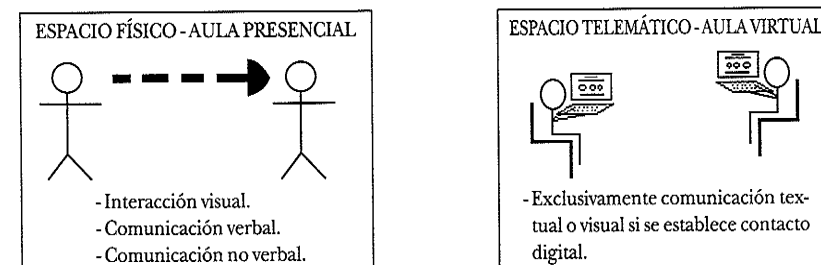 ESPACIO FÍSICO - AULA PRESENCIAL
- Interacción visual.
- Comunicación verbal.
- Comunicación no verbal.
ESPACIO TELEMÁTICO - AULA VIRTUAL
- Exclusivamente comunicación tex-
tual o visual si se establece contacto
digital.